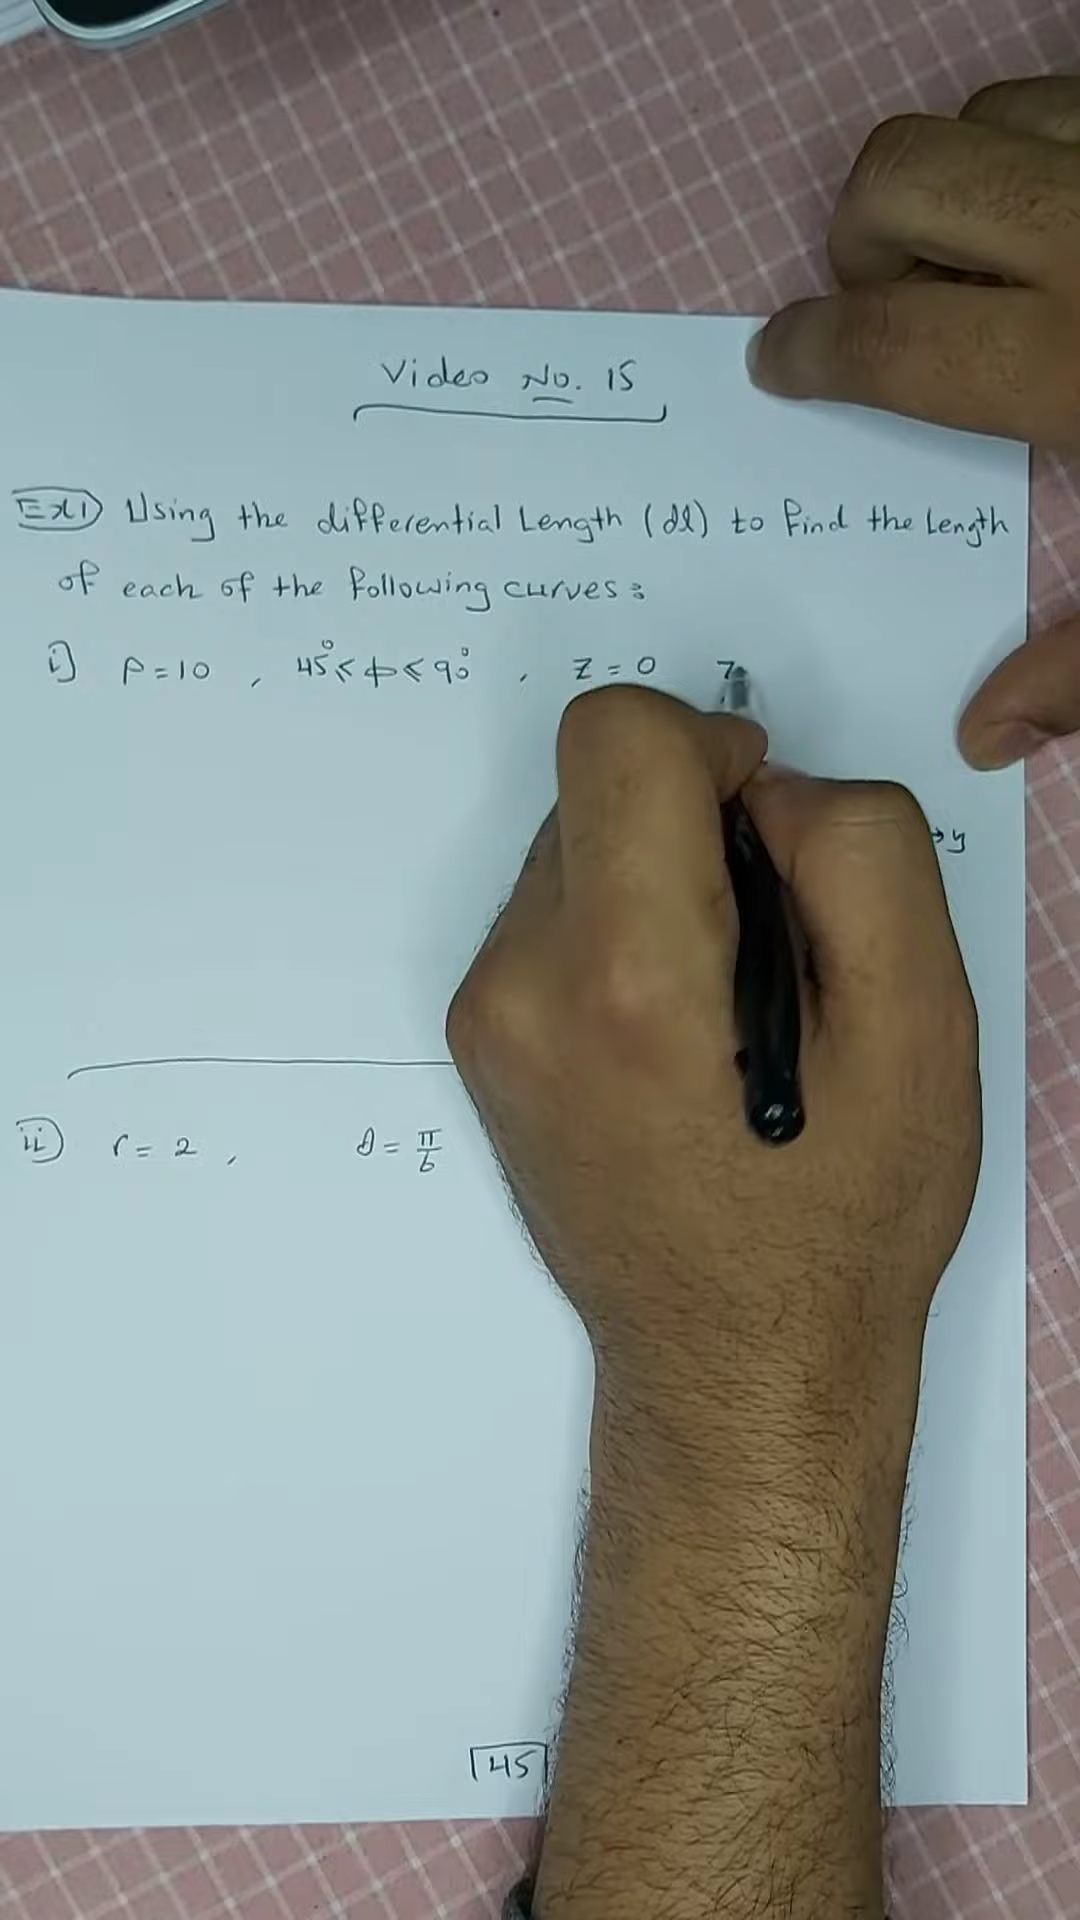 Video No. 15
Ex1 Using the differential Length (dl) to find the Length
of each of the following curves:
i) ρ = 10 , 45° ≤ ϕ ≤ 90° , Z = 0 Z
→ y
ii) r = 2 , θ = π/6
45